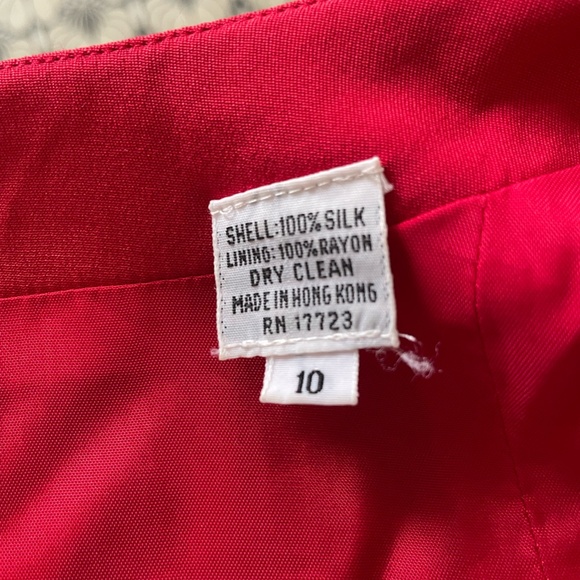 SHELL:100% SILK
LINING:100% RAYON
DRY CLEAN
MADE IN HONG KONG
RN 17723
10